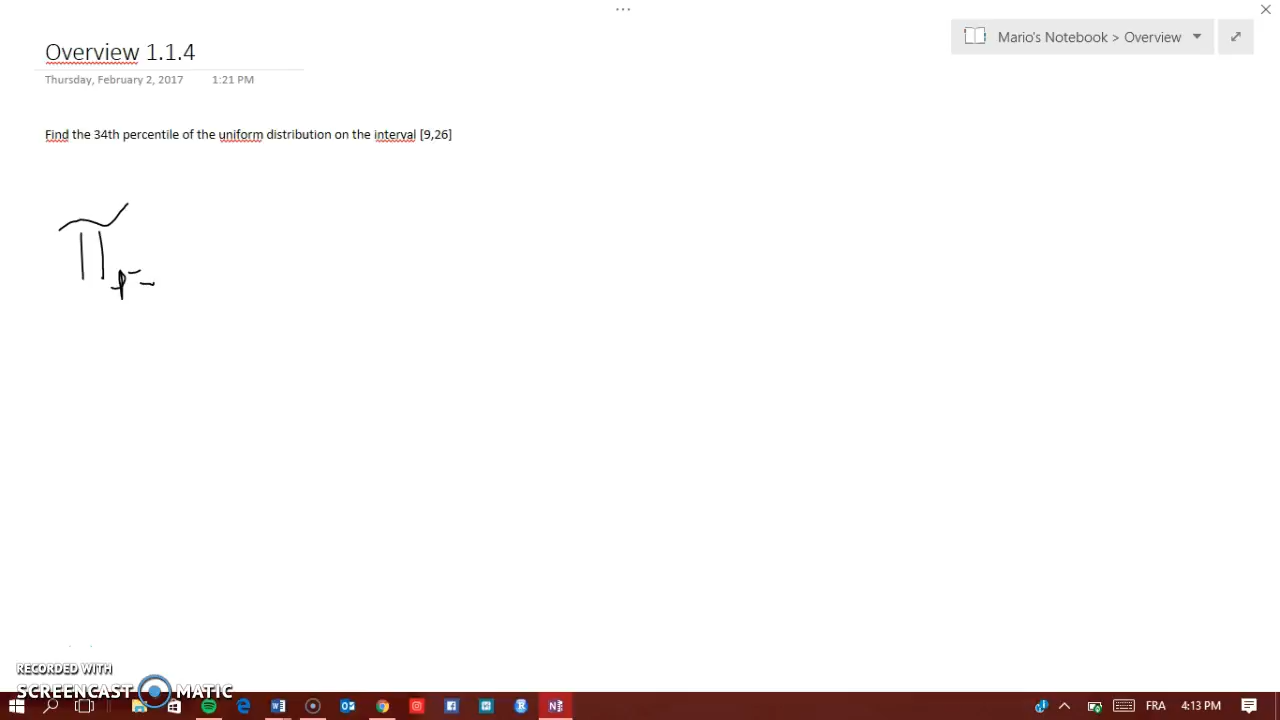 ...
Mario's Notebook > Overview
Overview 1.1.4
Thursday, February 2, 2017 1:21 PM
Find the 34th percentile of the uniform distribution on the interval [9,26]
π p =
RECORDED WITH
SCREENCAST MATIC
FRA 4:13 PM